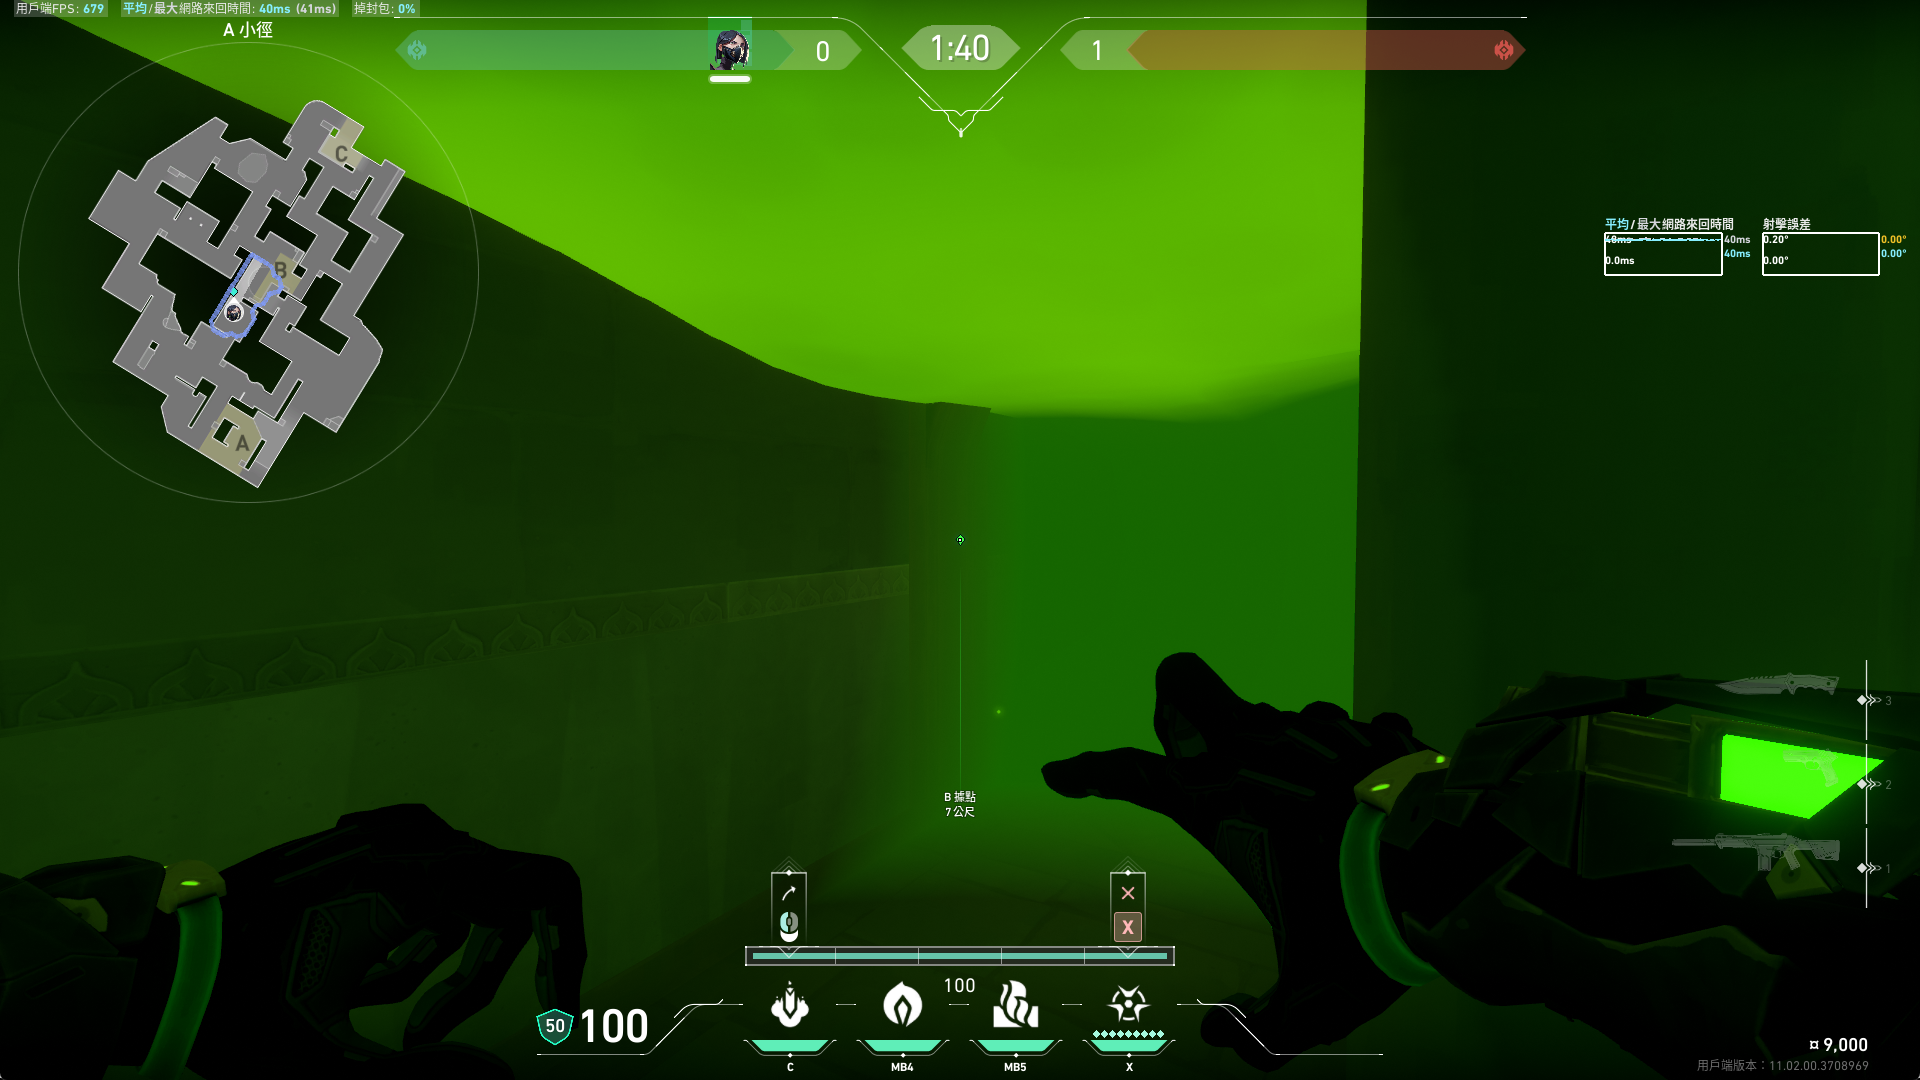 用戶端FPS: 679 平均/最大網路來回時間: 40ms (41ms) 掉封包: 0%
A 小徑
0
1:40
1
C
B
A
平均/最大網路來回時間 射擊誤差
40ms 40ms 0.20° 0.00°
40ms 0.00°
0.0ms 0.00°
3
2
1
B 據點
7 公尺
X
100
50 100
C MB4 MB5 X
¤ 9,000
用戶端版本：11.02.00.3708969